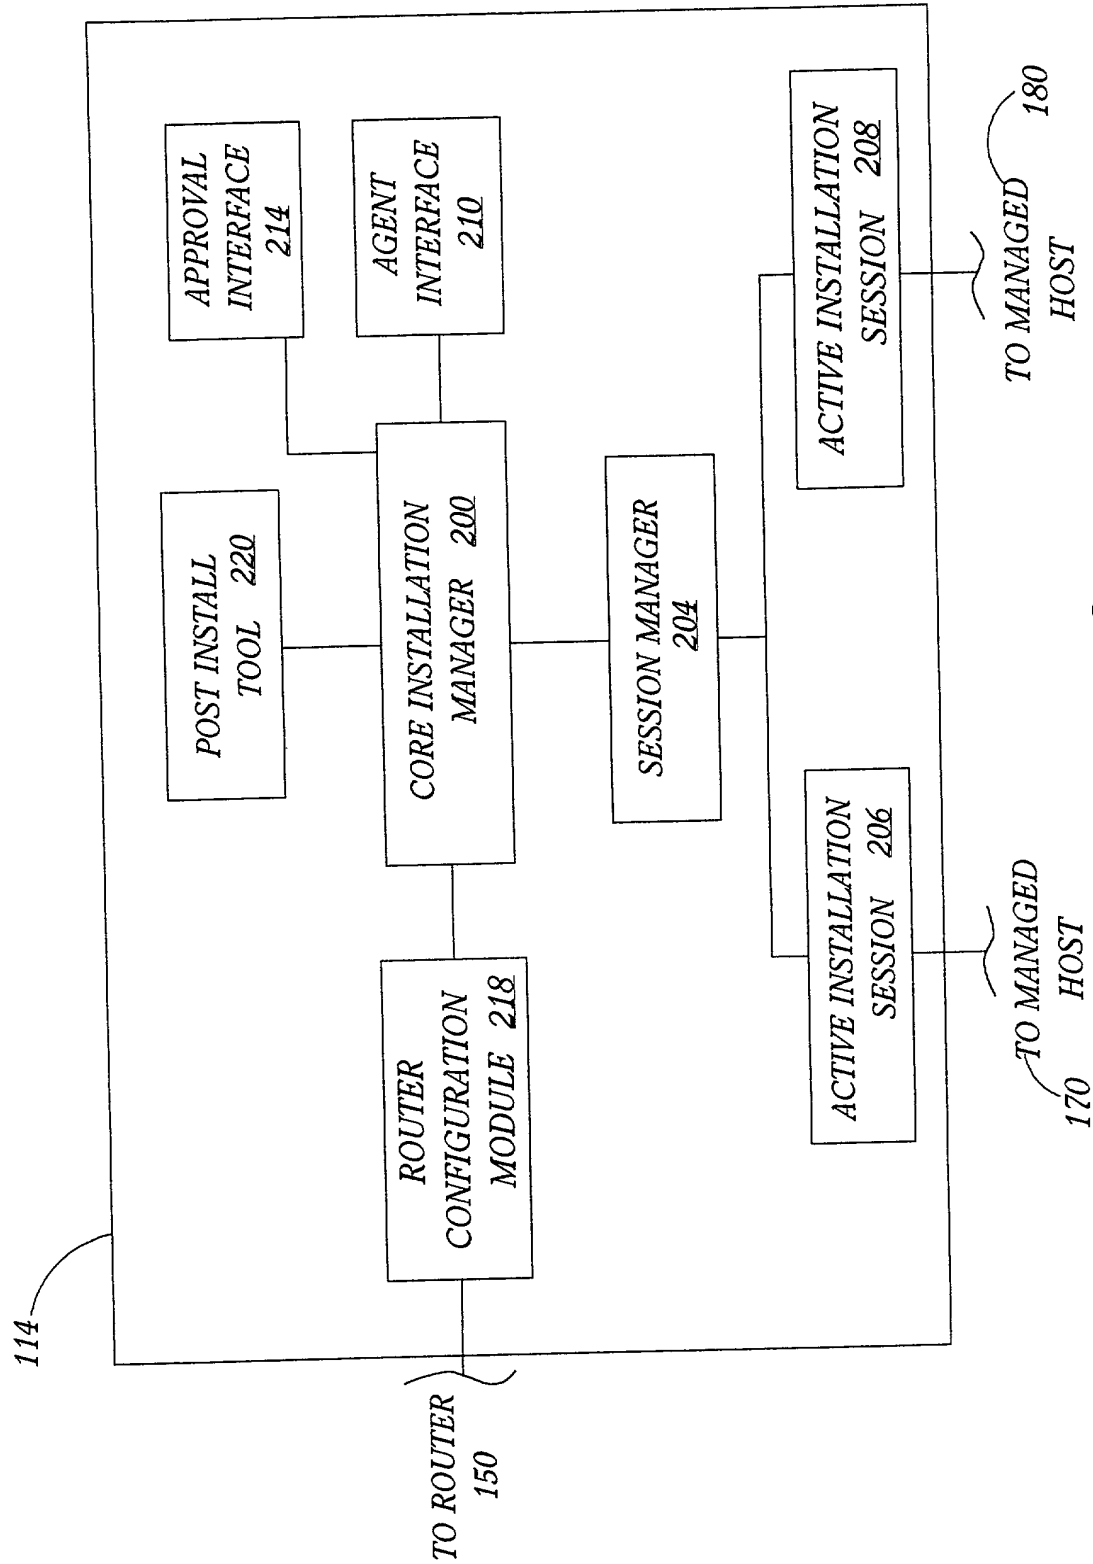 114
POST INSTALL
TOOL 220
APPROVAL
INTERFACE
214
TO ROUTER
150
ROUTER
CONFIGURATION
MODULE 218
CORE INSTALLATION
MANAGER 200
AGENT
INTERFACE
210
SESSION MANAGER
204
ACTIVE INSTALLATION
SESSION 206
ACTIVE INSTALLATION
SESSION 208
170
TO MANAGED
HOST
TO MANAGED
HOST
180